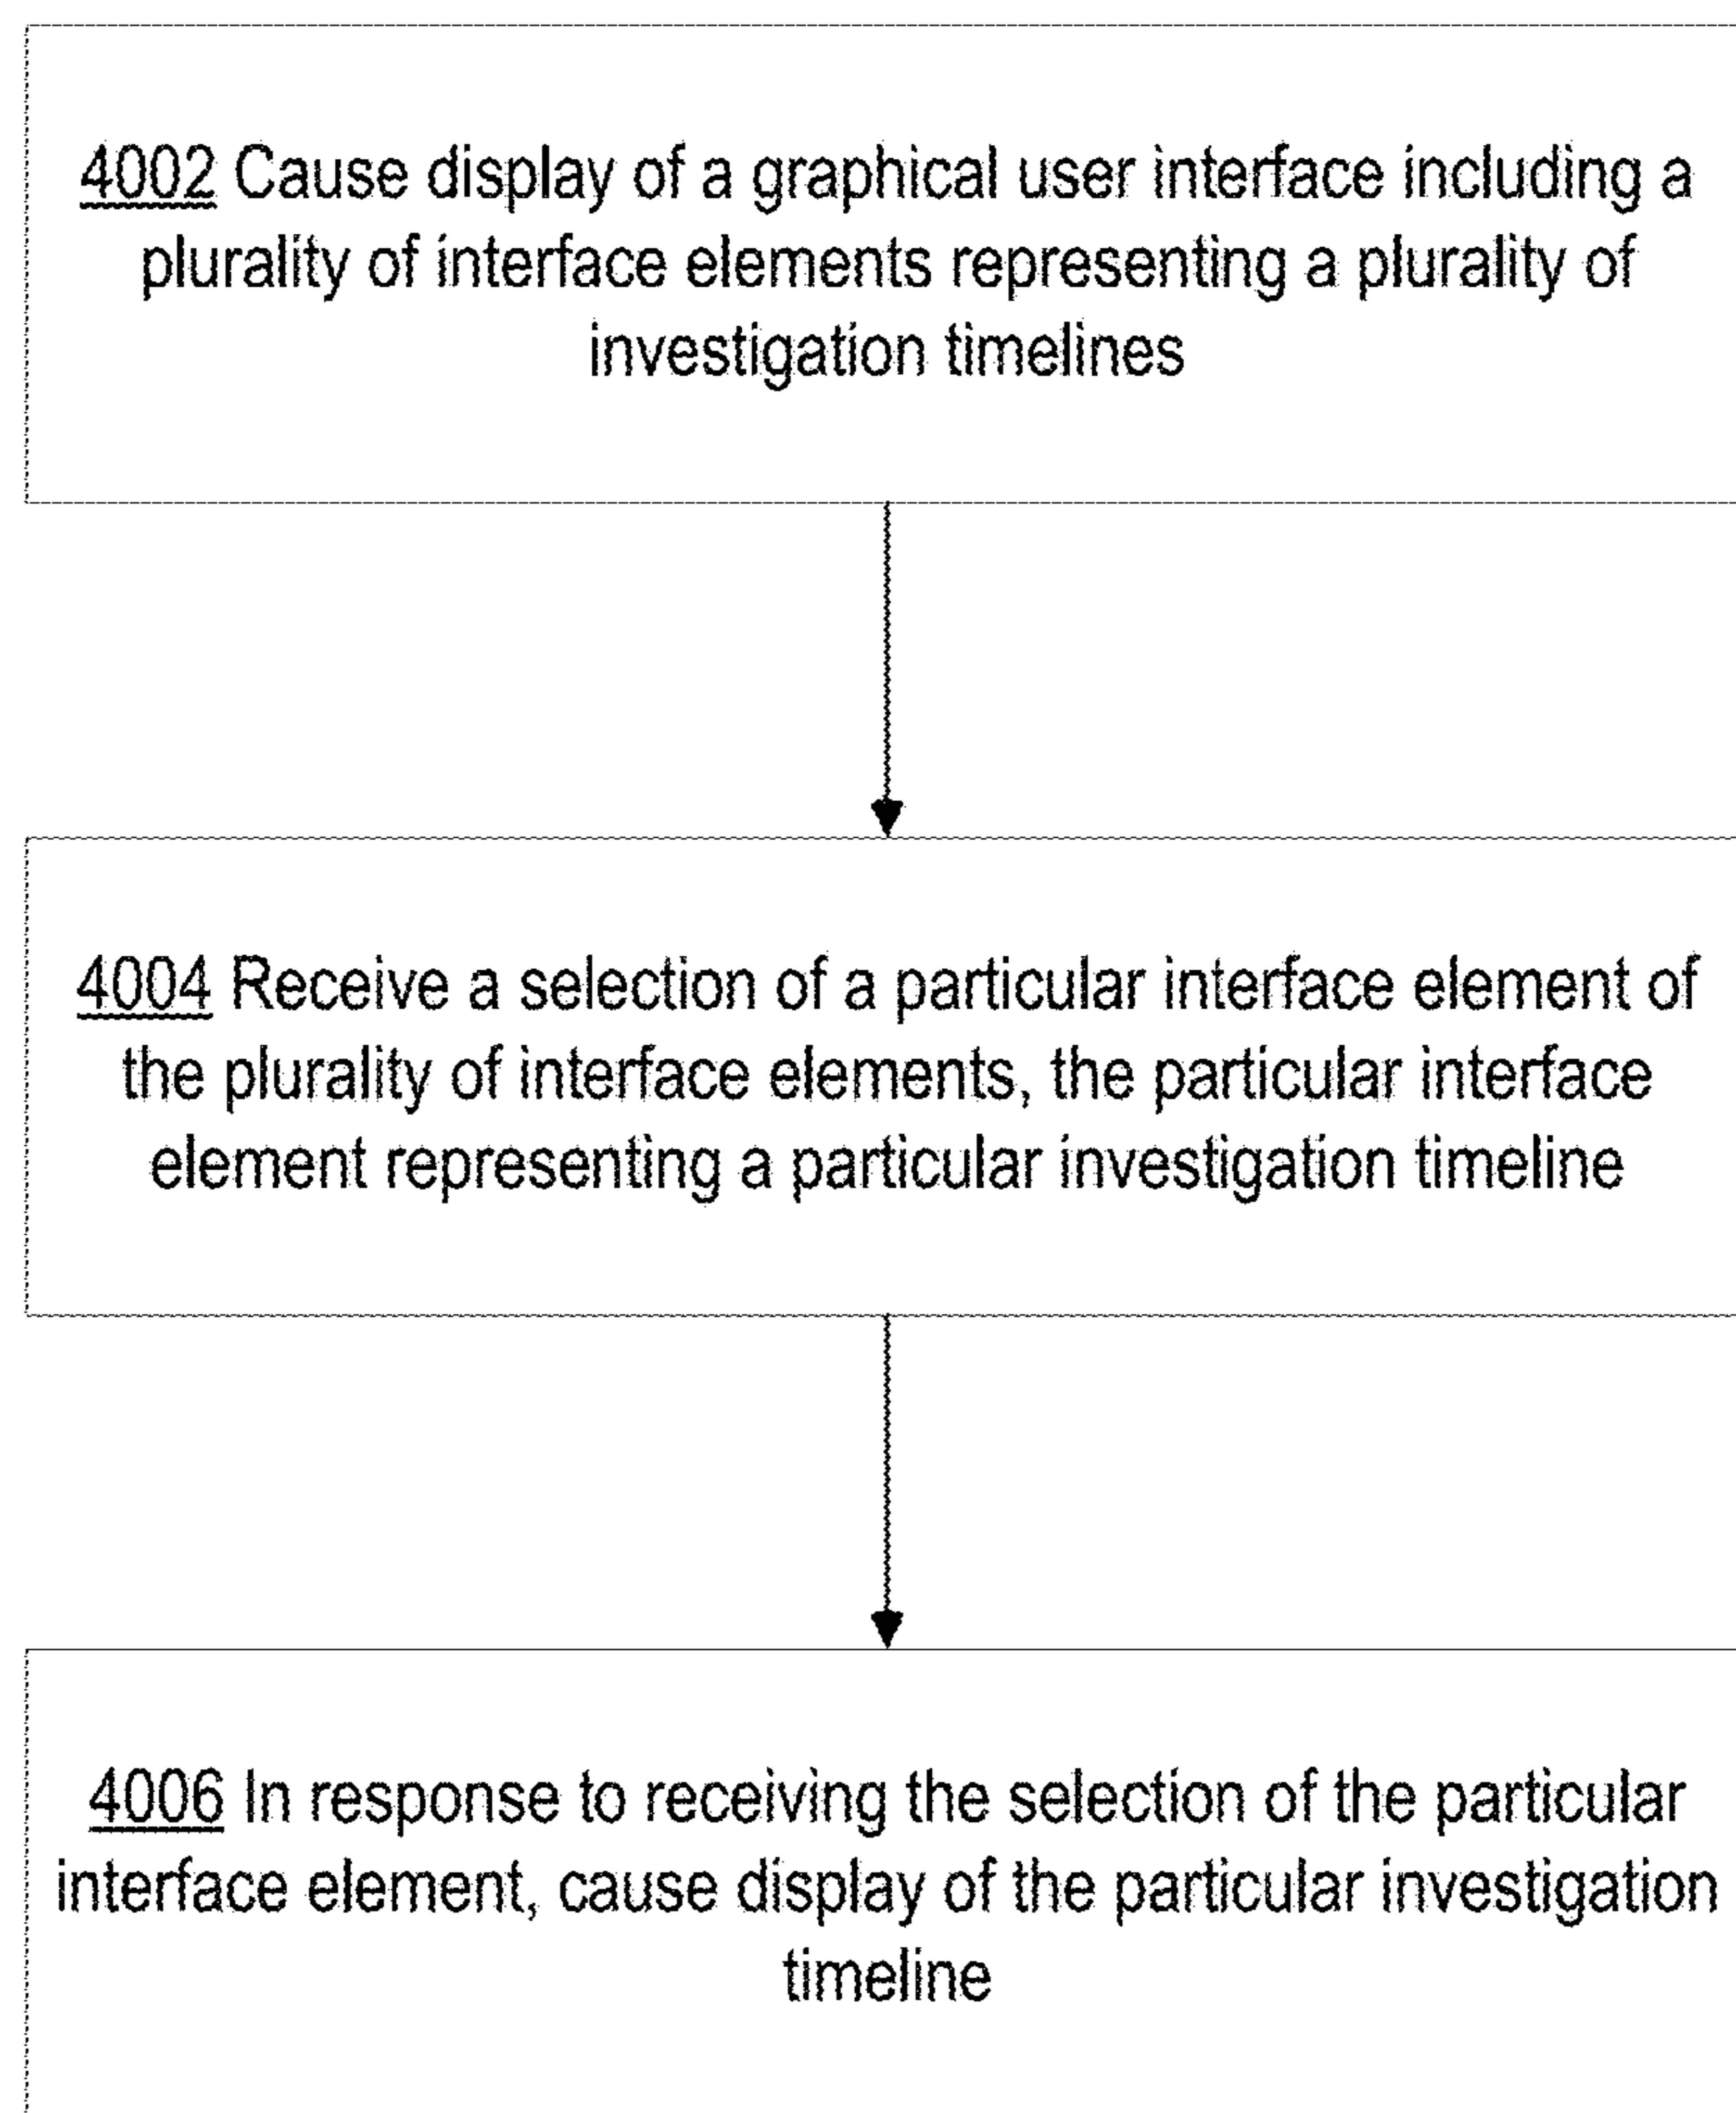 4002 Cause display of a graphical user interface including a
plurality of interface elements representing a plurality of
investigation timelines
4004 Receive a selection of a particular interface element of
the plurality of interface elements, the particular interface
element representing a particular investigation timeline
4006 In response to receiving the selection of the particular
interface element, cause display of the particular investigation
timeline